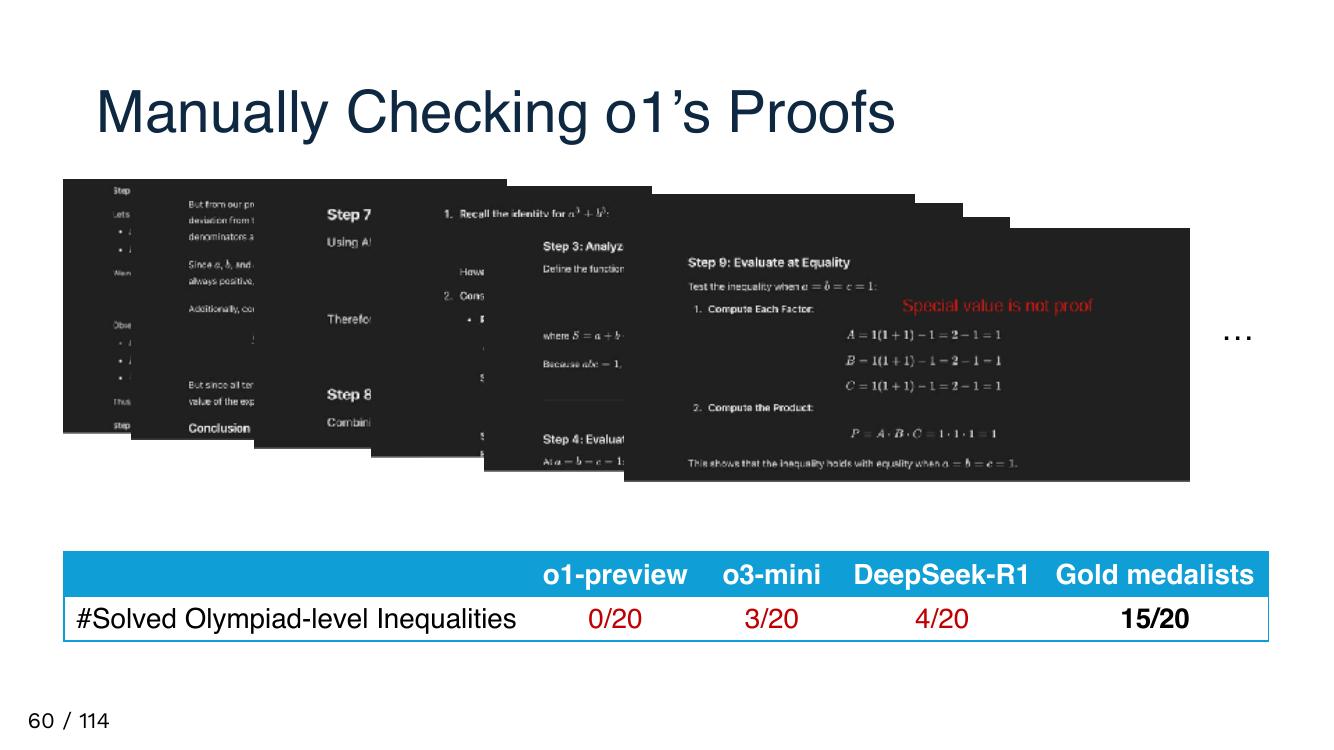 Manually Checking o1's Proofs
Step
Lets
But from our pr
deviation from t
denominators a
Since a, b, and
always positive,
Additionally, co
But since all ter
value of the exp
Conclusion
Obse
Thus
Step
Step 7
Using A
Therefo
Step 8
Combini
1. Recall the identity for a³ + b³:
Howe
2. Cons
Step 3: Analyz
Define the function
where S = a + b
Because abc = 1,
Step 4: Evaluat
At a = b = c = 1:
Step 9: Evaluate at Equality
Test the inequality when a = b = c = 1:
Special value is not proof
1. Compute Each Factor:
A = 1(1 + 1) − 1 = 2 − 1 = 1
B = 1(1 + 1) − 1 = 2 − 1 = 1
C = 1(1 + 1) − 1 = 2 − 1 = 1
2. Compute the Product:
P = A · B · C = 1 · 1 · 1 = 1
This shows that the inequality holds with equality when a = b = c = 1.
...
o1-preview o3-mini DeepSeek-R1 Gold medalists
#Solved Olympiad-level Inequalities 0/20 3/20 4/20 15/20
60 / 114